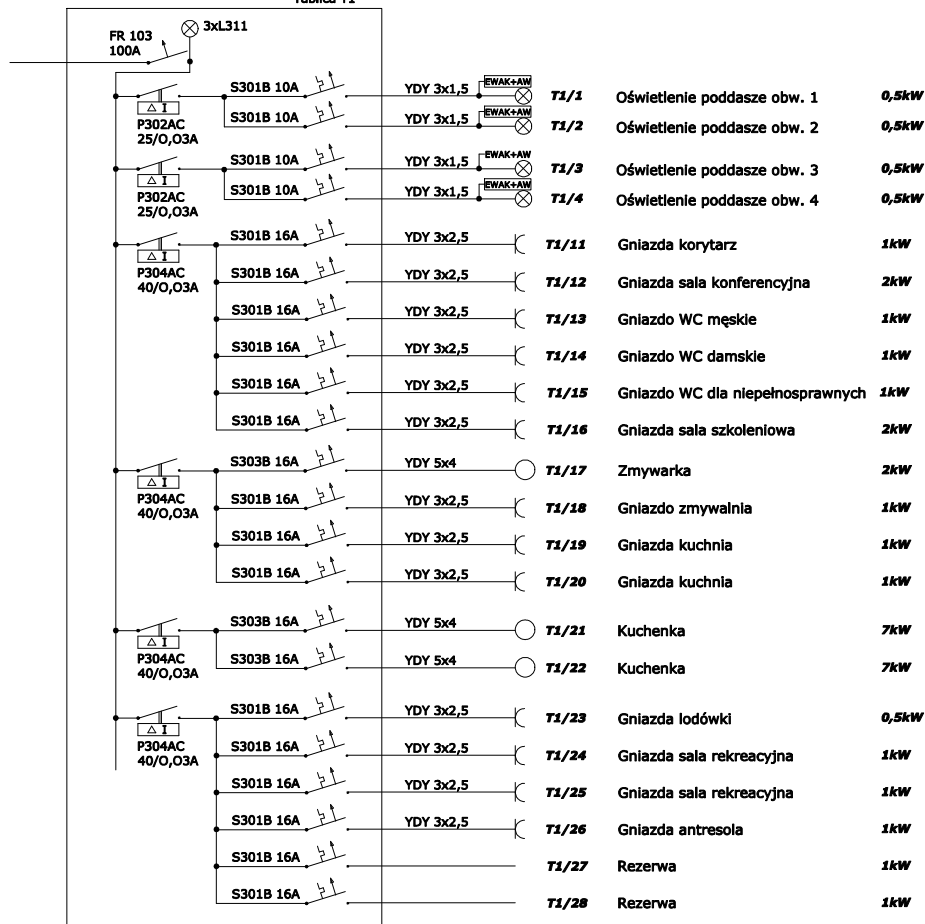 Tablica T1
3xL311
FR 103
100A
S301B 10A YDY 3x1,5 EWAK+AW T1/1 Oświetlenie poddasze obw. 1 0,5kW
Δ I
P302AC
25/0,03A
S301B 10A YDY 3x1,5 EWAK+AW T1/2 Oświetlenie poddasze obw. 2 0,5kW
S301B 10A YDY 3x1,5 EWAK+AW T1/3 Oświetlenie poddasze obw. 3 0,5kW
Δ I
P302AC
25/0,03A
S301B 10A YDY 3x1,5 EWAK+AW T1/4 Oświetlenie poddasze obw. 4 0,5kW
S301B 16A YDY 3x2,5 T1/11 Gniazda korytarz 1kW
Δ I
P304AC
40/0,03A
S301B 16A YDY 3x2,5 T1/12 Gniazda sala konferencyjna 2kW
S301B 16A YDY 3x2,5 T1/13 Gniazdo WC męskie 1kW
S301B 16A YDY 3x2,5 T1/14 Gniazdo WC damskie 1kW
S301B 16A YDY 3x2,5 T1/15 Gniazdo WC dla niepełnosprawnych 1kW
S301B 16A YDY 3x2,5 T1/16 Gniazda sala szkoleniowa 2kW
S303B 16A YDY 5x4 T1/17 Zmywarka 2kW
Δ I
P304AC
40/0,03A
S301B 16A YDY 3x2,5 T1/18 Gniazdo zmywalnia 1kW
S301B 16A YDY 3x2,5 T1/19 Gniazda kuchnia 1kW
S301B 16A YDY 3x2,5 T1/20 Gniazda kuchnia 1kW
S303B 16A YDY 5x4 T1/21 Kuchenka 7kW
Δ I
P304AC
40/0,03A
S303B 16A YDY 5x4 T1/22 Kuchenka 7kW
S301B 16A YDY 3x2,5 T1/23 Gniazda lodówki 0,5kW
Δ I
P304AC
40/0,03A
S301B 16A YDY 3x2,5 T1/24 Gniazda sala rekreacyjna 1kW
S301B 16A YDY 3x2,5 T1/25 Gniazda sala rekreacyjna 1kW
S301B 16A YDY 3x2,5 T1/26 Gniazda antresola 1kW
S301B 16A T1/27 Rezerwa 1kW
S301B 16A T1/28 Rezerwa 1kW